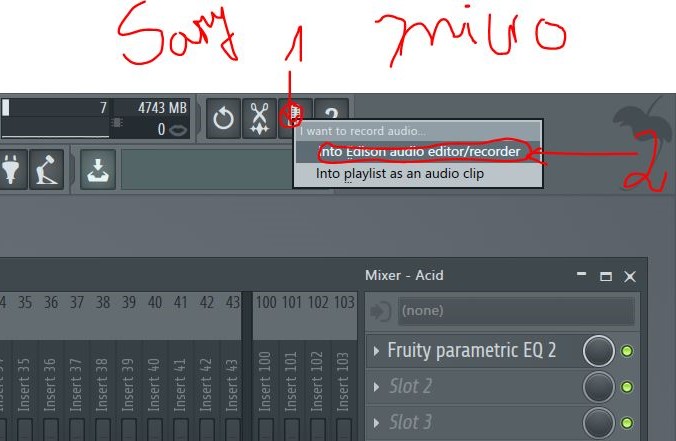 Sary 1 micro
7 4743 MB
0
?
I want to record audio...
Into Edison audio editor/recorder
2
Into playlist as an audio clip
Mixer - Acid
(none)
34 35 36 37 38 39 40 41 42 43 100 101 102 103
Insert 35 Insert 36 Insert 37 Insert 38 Insert 39 Insert 40 Insert 41 Insert 42 Insert 43 Insert 100 Insert 101 Insert 102 Insert 103
Fruity parametric EQ 2
Slot 2
Slot 3